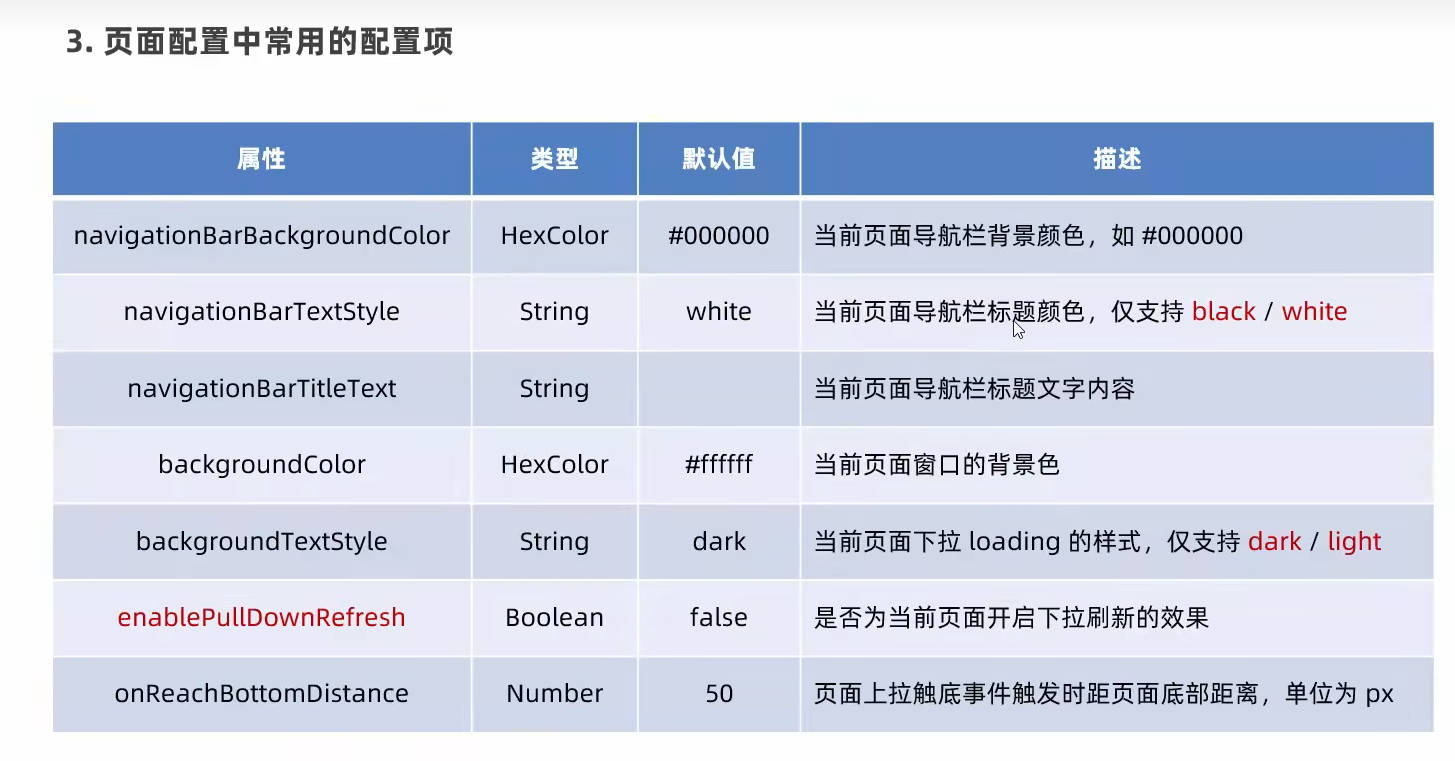 3. 页面配置中常用的配置项
属性 类型 默认值 描述
navigationBarBackgroundColor HexColor #000000 当前页面导航栏背景颜色，如 #000000
navigationBarTextStyle String white 当前页面导航栏标题颜色，仅支持 black / white
navigationBarTitleText String 当前页面导航栏标题文字内容
backgroundColor HexColor #ffffff 当前页面窗口的背景色
backgroundTextStyle String dark 当前页面下拉 loading 的样式，仅支持 dark / light
enablePullDownRefresh Boolean false 是否为当前页面开启下拉刷新的效果
onReachBottomDistance Number 50 页面上拉触底事件触发时距页面底部距离，单位为 px